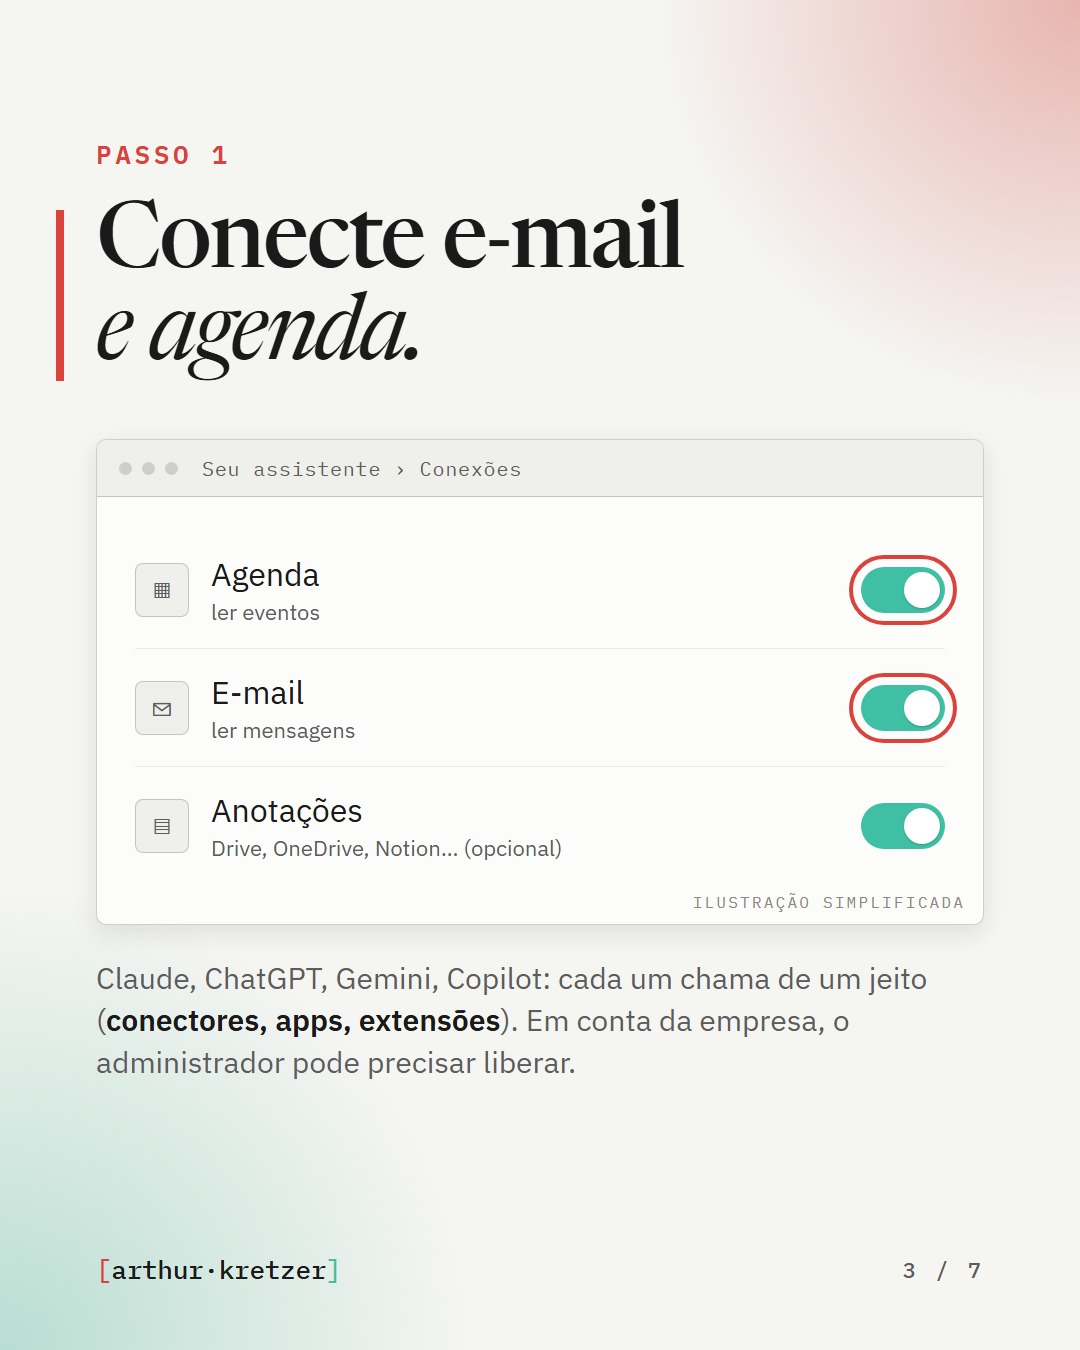 PASSO 1
Conecte e-mail
e agenda.
Seu assistente › Conexões
Agenda
ler eventos
E-mail
ler mensagens
Anotações
Drive, OneDrive, Notion... (opcional)
ILUSTRAÇÃO SIMPLIFICADA
Claude, ChatGPT, Gemini, Copilot: cada um chama de um jeito
(conectores, apps, extensões). Em conta da empresa, o
administrador pode precisar liberar.
[arthur·kretzer]
3 / 7